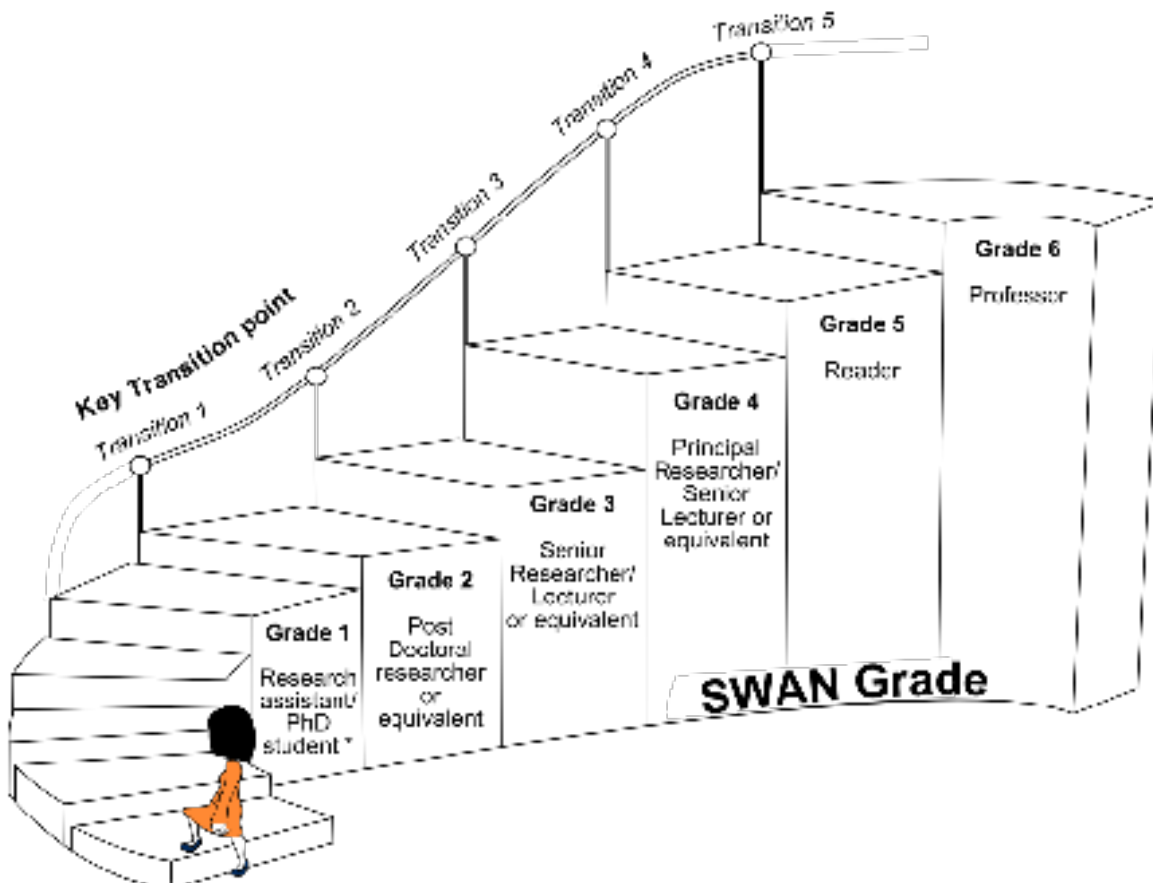 Transition 5
Transition 4
Transition 3
Transition 2
Key Transition point
Transition 1
Grade 6
Professor
Grade 5
Reader
Grade 4
Principal
Researcher/
Senior
Lecturer or
equivalent
Grade 3
Senior
Researcher/
Lecturer
or equivalent
Grade 2
Post
Doctoral
researcher
or
equivalent
Grade 1
Research
assistant/
PhD
student *
SWAN Grade